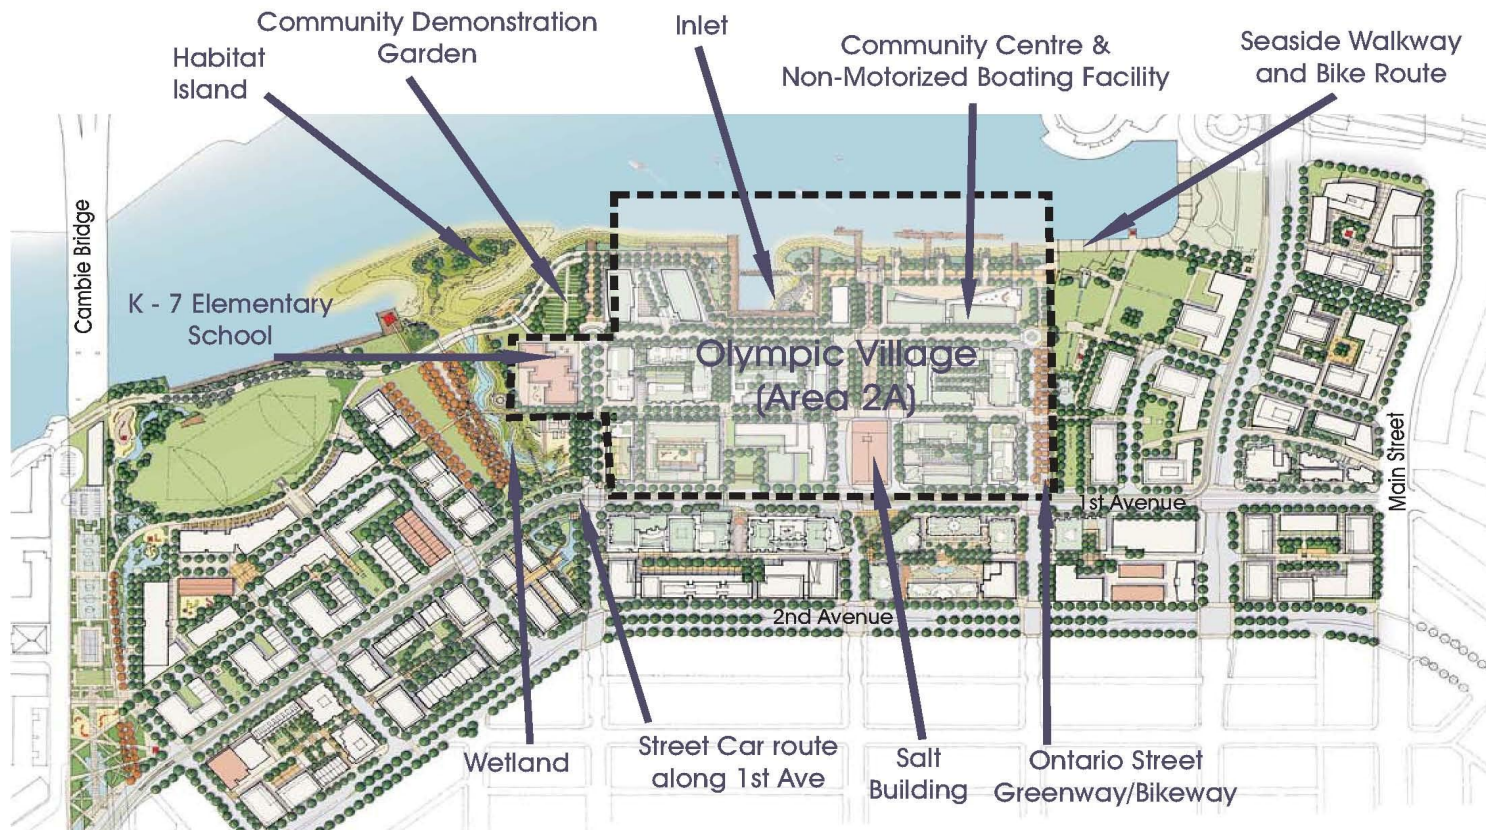 Community Demonstration
Garden
Inlet
Community Centre &
Non-Motorized Boating Facility
Seaside Walkway
and Bike Route
Habitat
Island
Cambie Bridge
K - 7 Elementary
School
Olympic Village
(Area 2A)
Main Street
1st Avenue
2nd Avenue
Wetland
Street Car route
along 1st Ave
Salt
Building
Ontario Street
Greenway/Bikeway